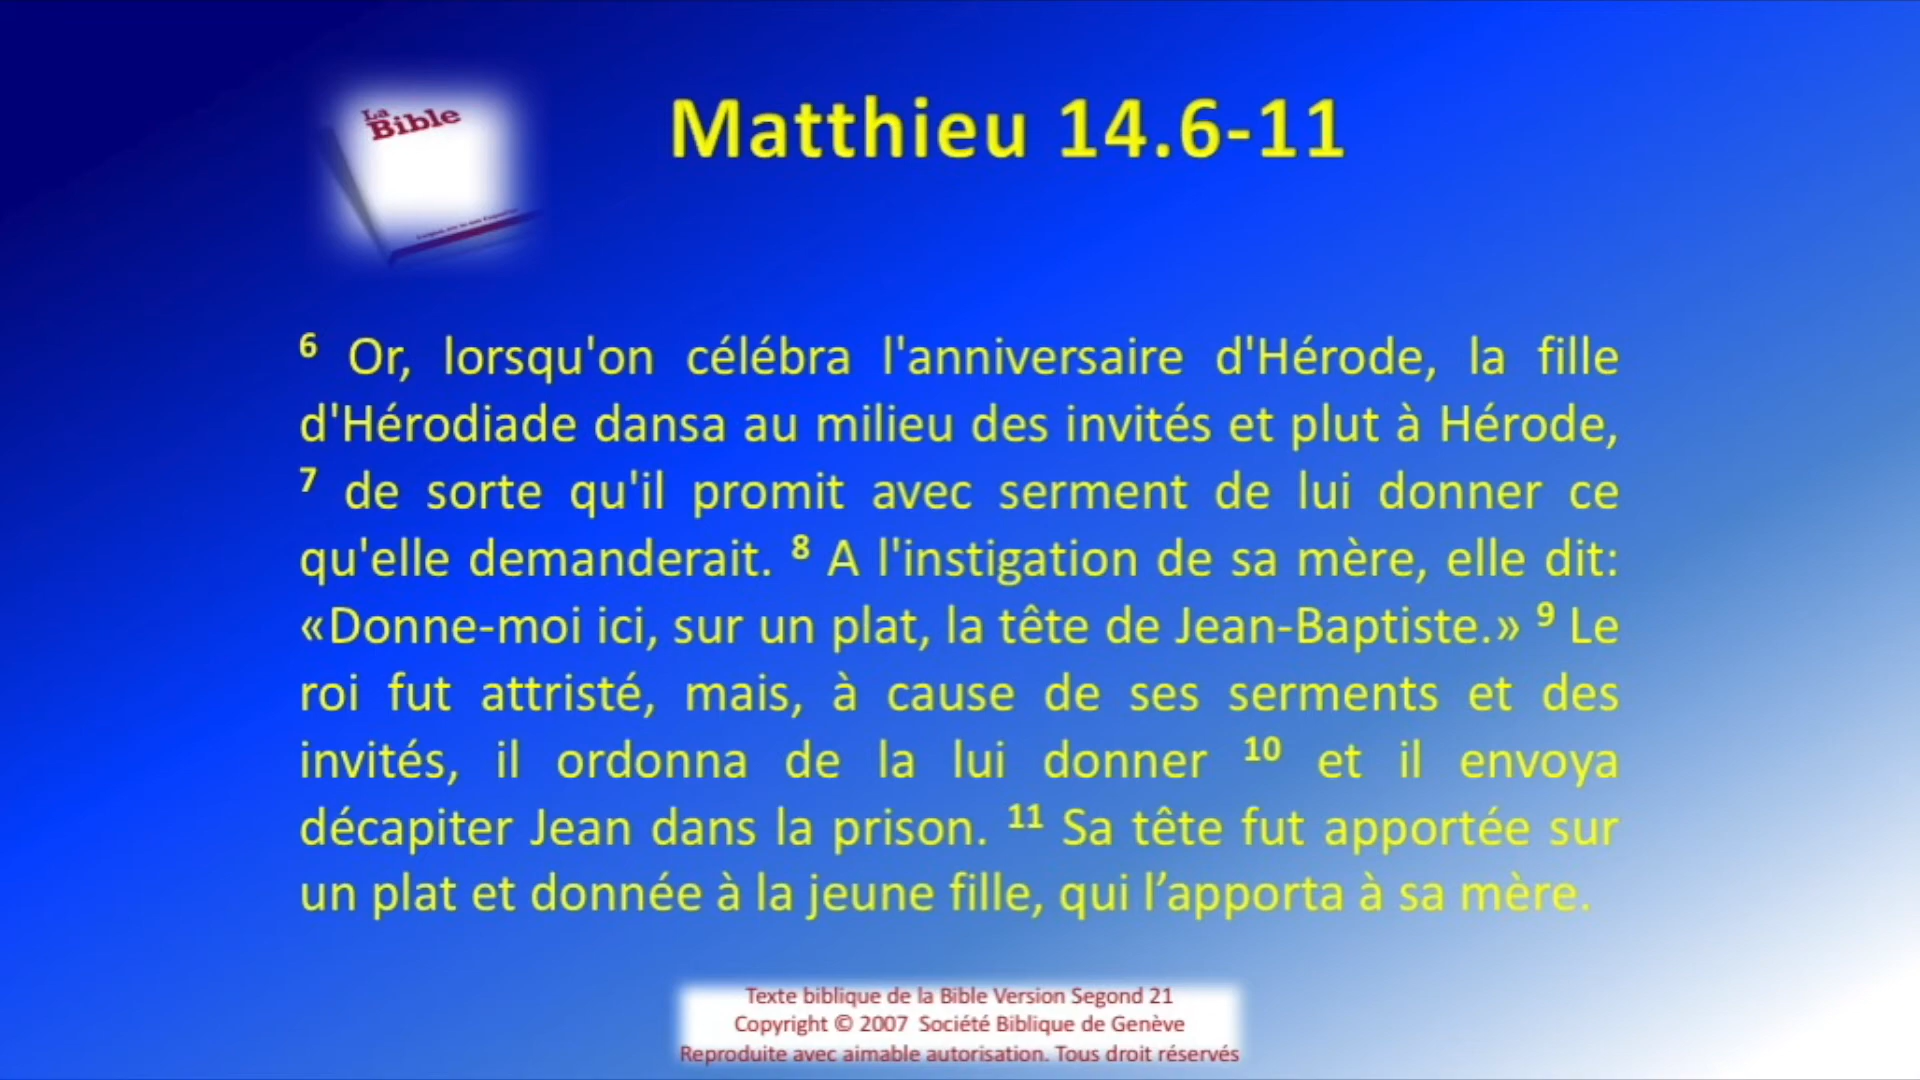 La
Bible
Matthieu 14.6-11
6 Or, lorsqu'on célébra l'anniversaire d'Hérode, la fille
d'Hérodiade dansa au milieu des invités et plut à Hérode,
7 de sorte qu'il promit avec serment de lui donner ce
qu'elle demanderait. 8 A l'instigation de sa mère, elle dit:
«Donne-moi ici, sur un plat, la tête de Jean-Baptiste.» 9 Le
roi fut attristé, mais, à cause de ses serments et des
invités, il ordonna de la lui donner 10 et il envoya
décapiter Jean dans la prison. 11 Sa tête fut apportée sur
un plat et donnée à la jeune fille, qui l’apporta à sa mère.
Texte biblique de la Bible Version Segond 21
Copyright © 2007 Société Biblique de Genève
Reproduite avec aimable autorisation. Tous droit réservés